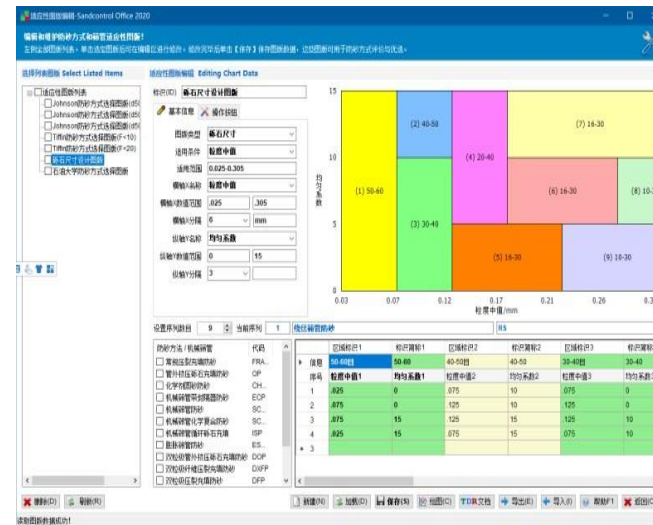 适应性图版编辑-Sandcontrol Office 2020
编辑和维护防砂方式和筛管适应性图版!
左侧全部图版列表。单击选定图版后可在编辑区进行修改。修改完毕后单击【保存】保存图版数据，这些图版可用于防砂方式评价与优选。
选择列表图版 Select Listed Items
适应性图版编辑 Editing Chart Data
适应性图版列表
Johnson防砂方式选择图版(d50
Johnson防砂方式选择图版(d50
Johnson防砂方式选择图版(d50
Tiffin防砂方式选择图版(F<10)
Tiffin防砂方式选择图版(F<20)
砾石尺寸设计图版
石油大学防砂方式选择图版
标识(ID) 砾石尺寸设计图版
基本信息 操作按钮
图版类型 砾石尺寸
适用条件 粒度中值
适用范围 0.025-0.305
横轴X名称 粒度中值
横轴X数值范围 .025 .305
横轴X分隔 6 mm
纵轴Y名称 均匀系数
纵轴Y数值范围 0 15
纵轴Y分隔 3
15
10
5
0
均匀系数
(1) 50-60
(2) 40-50
(3) 30-40
(4) 20-40
(5) 16-30
(6) 16-30
(7) 16-30
(8) 10-
(9) 10-30
0.03 0.07 0.12 0.17 0.21 0.26 0.3
粒度中值/mm
设置序列数目 9 当前序列 1 绕丝筛管防砂
防砂方法/机械筛管 代码
常规压裂充填防砂 FRA...
管外挤压砾石充填防砂 OP
化学剂固砂防砂 CH...
机械筛管带封隔器防砂 ECP
机械筛管防砂 SC...
机械筛管化学复合防砂 SC...
机械筛管循环砾石充填 ISP
膨胀筛管防砂 ES...
双粒级管外挤压砾石充填防砂 DOP
双粒级纤维压裂充填防砂 DXFP
双粒级压裂充填防砂 DFP
区域标识1 标识简称1 区域标识2 标识简称2 区域标识3 标识简称
信息 50-60目 50-60 40-50目 40-50 30-40目 30-40
序号 粒度中值1 均匀系数1 粒度中值2 均匀系数2 粒度中值3 均匀系数3
1 .025 0 .075 10 .075 0
2 .075 0 .125 10 .125 0
3 .075 15 .125 15 .125 10
4 .025 15 .075 15 .075 10
删除(D) 刷新(R) 新建(N) 加载(D) 保存(S) 绘图(C) TDR文档 导出(E) 导入(I) 帮助F1 返回(
读取图版数据成功!